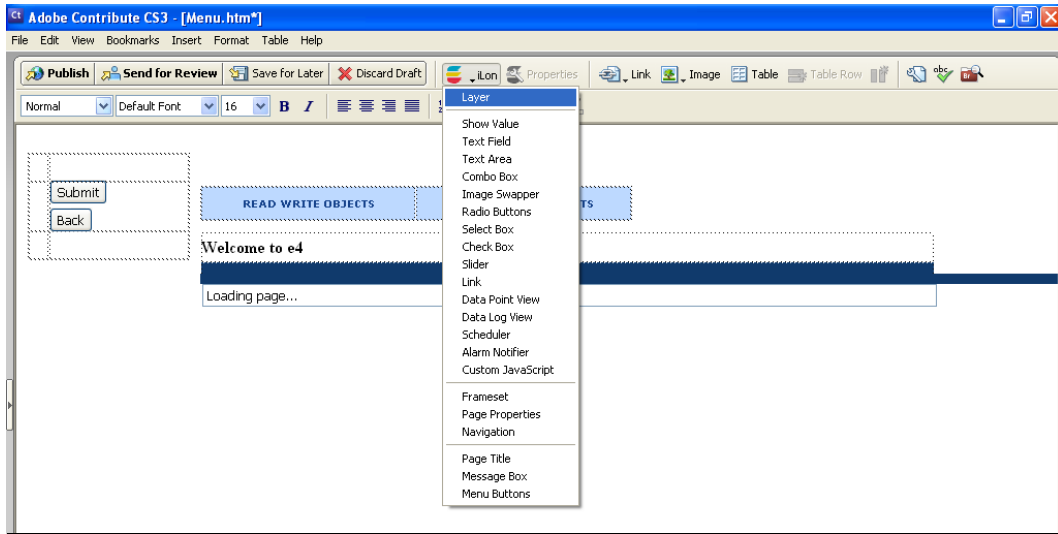 Ct Adobe Contribute CS3 - [Menu.htm*]
File Edit View Bookmarks Insert Format Table Help
Publish Send for Review Save for Later Discard Draft iLon Properties Link Image Table Table Row abc
Normal Default Font 16 B I
Layer
Show Value
Text Field
Text Area
Combo Box
Image Swapper
Radio Buttons
Select Box
Check Box
Slider
Link
Data Point View
Data Log View
Scheduler
Alarm Notifier
Custom JavaScript
Frameset
Page Properties
Navigation
Page Title
Message Box
Menu Buttons
Submit
Back
READ WRITE OBJECTS
TS
Welcome to e4
Loading page...